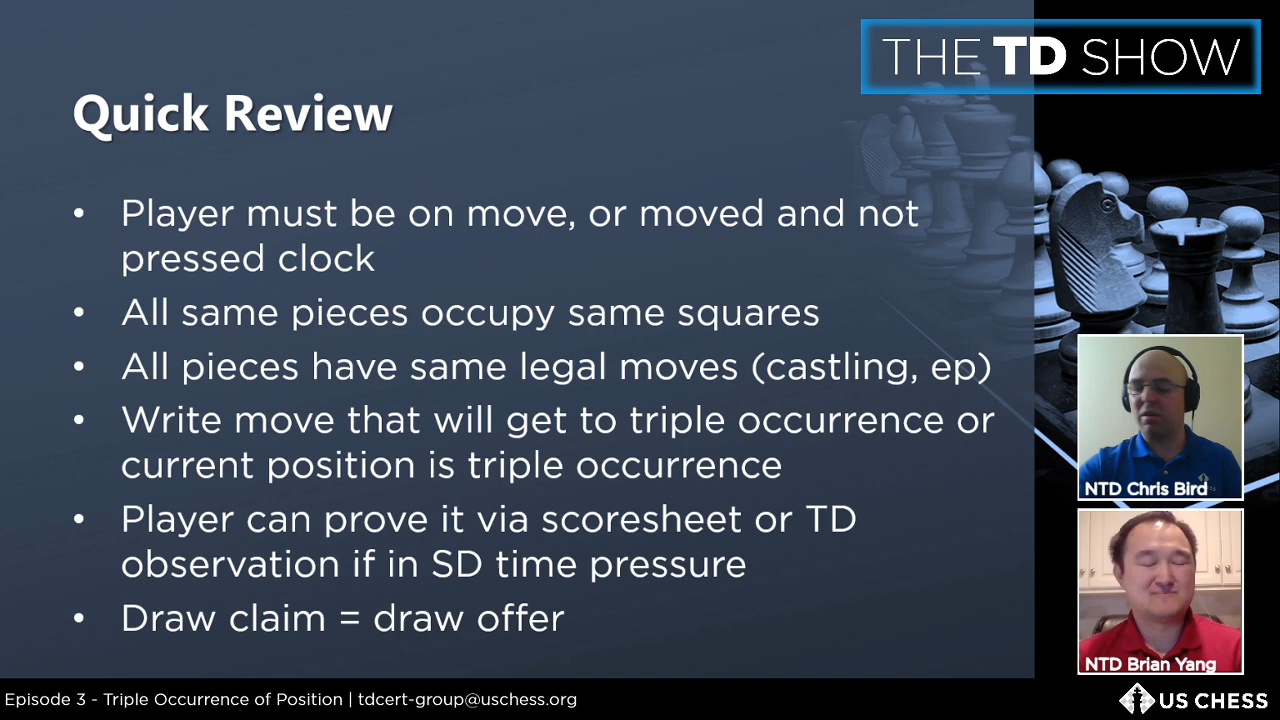 THE TD SHOW
Quick Review
• Player must be on move, or moved and not
pressed clock
• All same pieces occupy same squares
• All pieces have same legal moves (castling, ep)
• Write move that will get to triple occurrence or
current position is triple occurrence
• Player can prove it via scoresheet or TD
observation if in SD time pressure
• Draw claim = draw offer
NTD Chris Bird
NTD Brian Yang
Episode 3 - Triple Occurrence of Position | tdcert-group@uschess.org
US CHESS